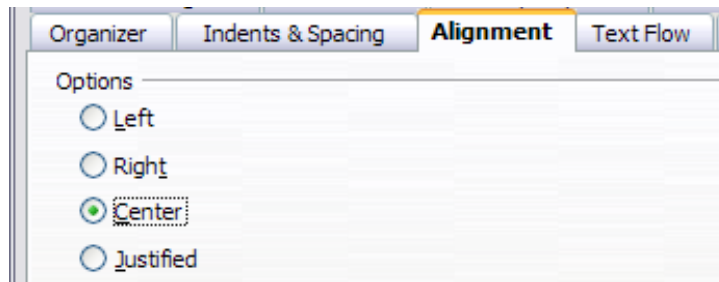 Organizer Indents & Spacing Alignment Text Flow
Options
Left
Right
Center
Justified